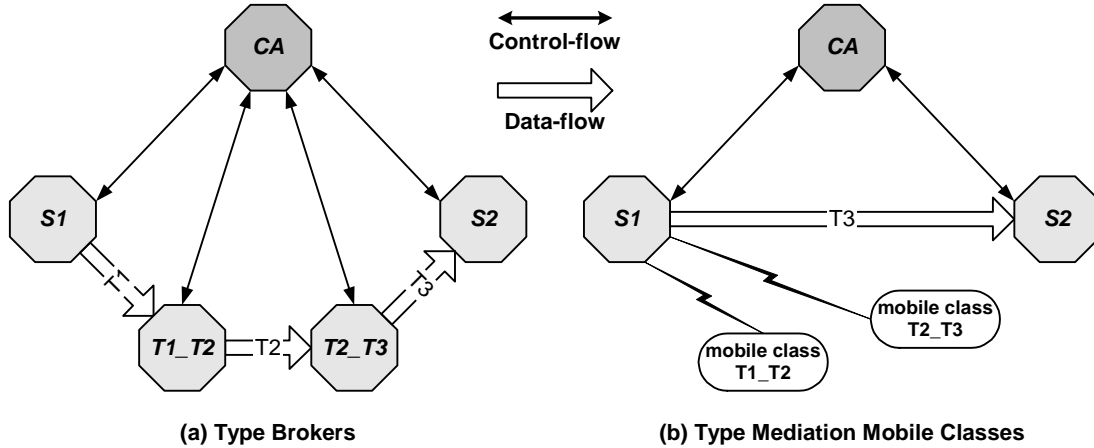 CA
Control-flow
Data-flow
CA
S1
S2
S1
T3
S2
T1
T3
T1_T2
T2
T2_T3
mobile class
T2_T3
mobile class
T1_T2
(a) Type Brokers
(b) Type Mediation Mobile Classes